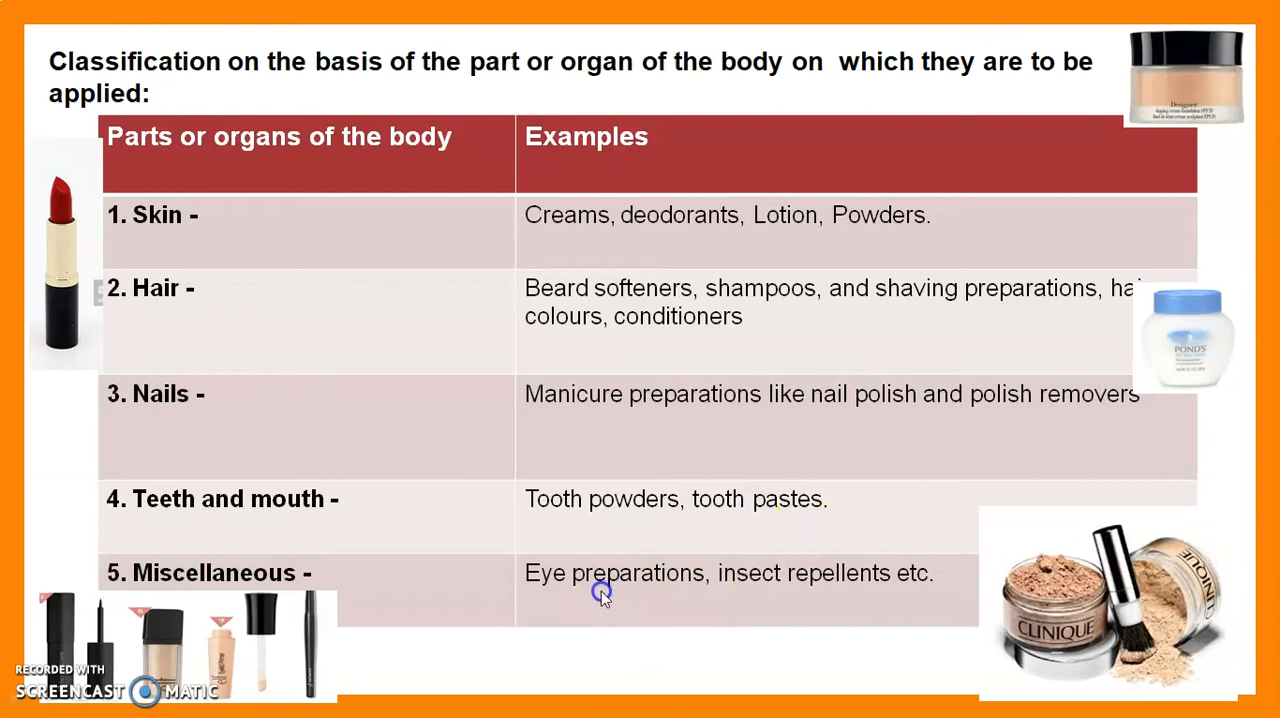 Classification on the basis of the part or organ of the body on which they are to be
applied:
Designer
Parts or organs of the body
Examples
1. Skin -
Creams, deodorants, Lotion, Powders.
2. Hair -
Beard softeners, shampoos, and shaving preparations,
colours, conditioners
POND'S
3. Nails -
Manicure preparations like nail polish and polish removers
4. Teeth and mouth -
Tooth powders, tooth pastes.
5. Miscellaneous -
Eye preparations, insect repellents etc.
CLINIQUE
CLINIQUE
RECORDED WITH
SCREENCAST MATIC